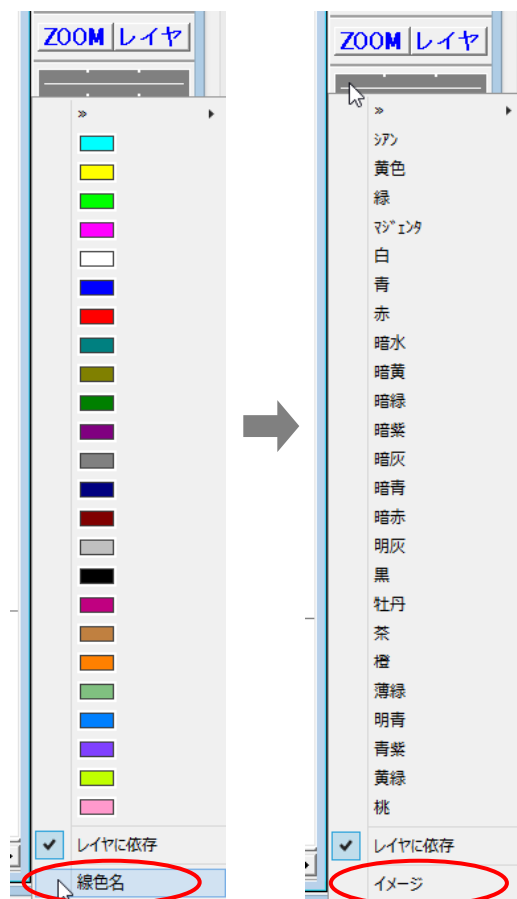 ZOOM レイヤ
»
レイヤに依存
線色名
ZOOM レイヤ
»
ｼｱﾝ
黄色
緑
ﾏｼﾞｪﾝﾀ
白
青
赤
暗水
暗黄
暗緑
暗紫
暗灰
暗青
暗赤
明灰
黒
牡丹
茶
橙
薄緑
明青
青紫
黄緑
桃
レイヤに依存
イメージ